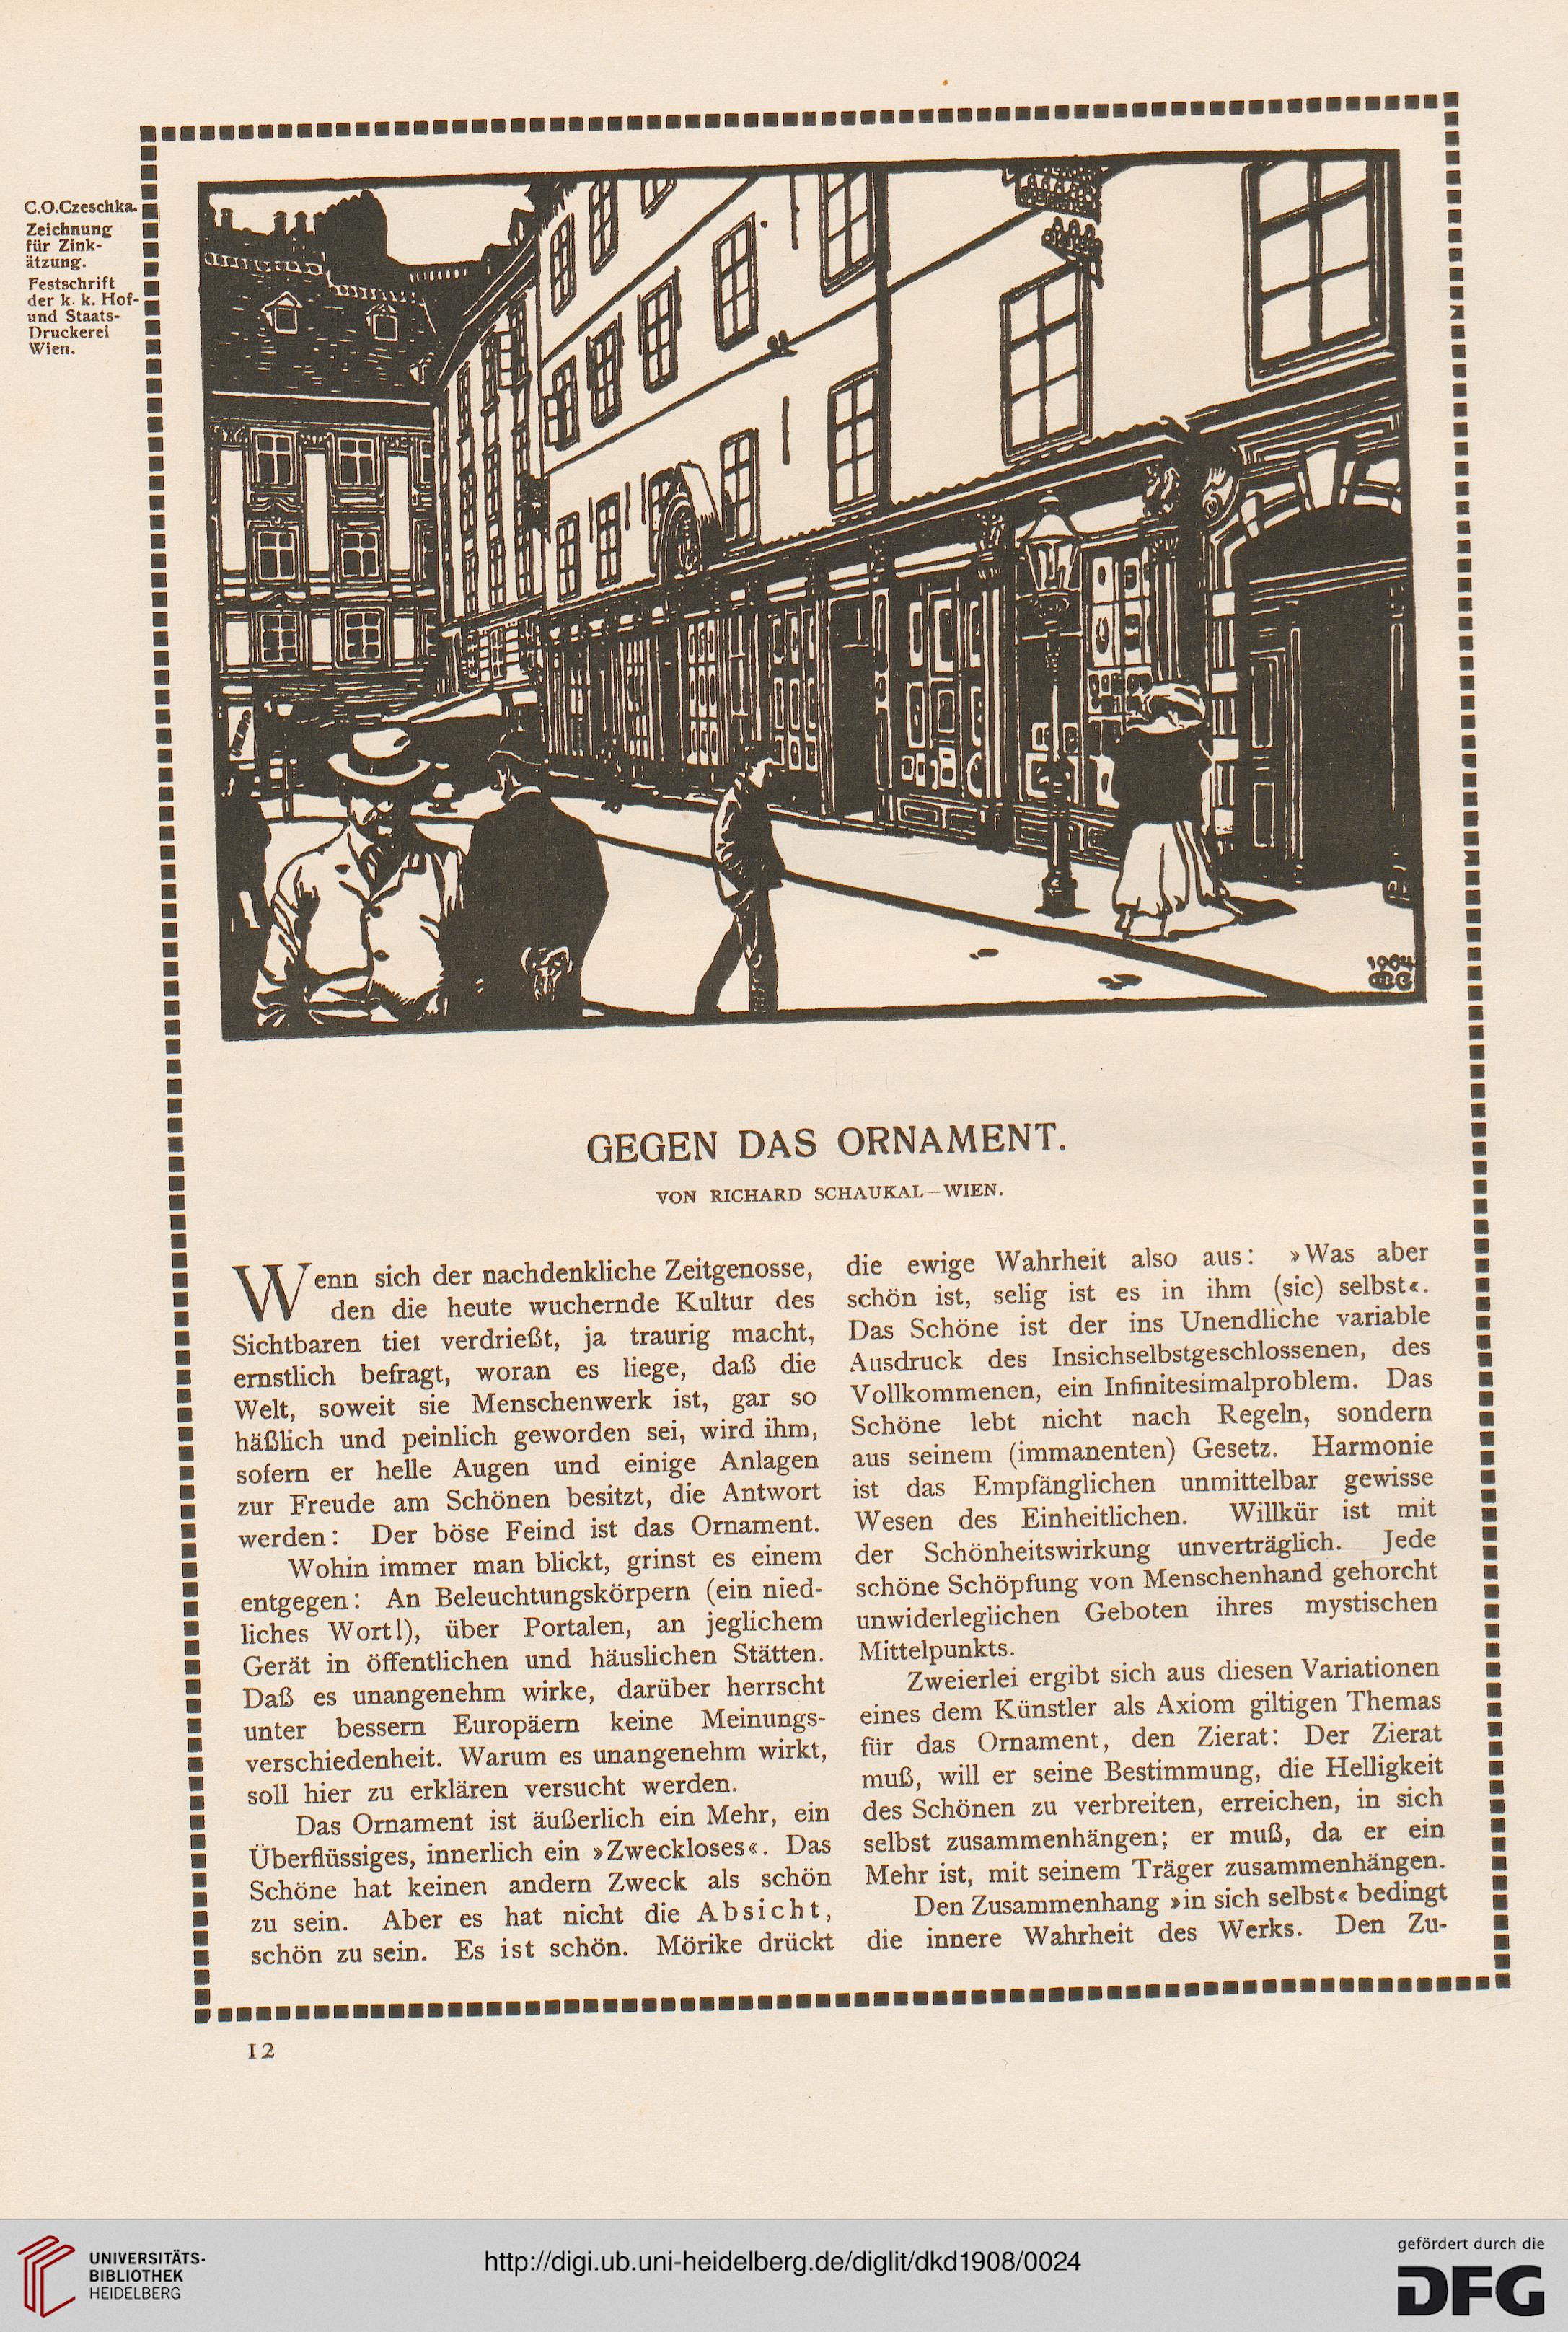 C.O.Czeschka.
Zeichnung
für Zink-
ätzung.
Festschrift
der k. k. Hof-
und Staats-
Druckerei
Wien.
1904
GEGEN DAS ORNAMENT.
VON RICHARD SCHAUKAL—WIEN.
Wenn sich der nachdenkliche Zeitgenosse,
den die heute wuchernde Kultur des
Sichtbaren tief verdrießt, ja traurig macht,
ernstlich befragt, woran es liege, daß die
Welt, soweit sie Menschenwerk ist, gar so
häßlich und peinlich geworden sei, wird ihm,
sofern er helle Augen und einige Anlagen
zur Freude am Schönen besitzt, die Antwort
werden: Der böse Feind ist das Ornament.
Wohin immer man blickt, grinst es einem
entgegen: An Beleuchtungskörpern (ein nied-
liches Wort!), über Portalen, an jeglichem
Gerät in öffentlichen und häuslichen Stätten.
Daß es unangenehm wirke, darüber herrscht
unter bessern Europäern keine Meinungs-
verschiedenheit. Warum es unangenehm wirkt,
soll hier zu erklären versucht werden.
Das Ornament ist äußerlich ein Mehr, ein
Überflüssiges, innerlich ein »Zweckloses«. Das
Schöne hat keinen andern Zweck als schön
zu sein. Aber es hat nicht die Absicht,
schön zu sein. Es ist schön. Mörike drückt
die ewige Wahrheit also aus: »Was aber
schön ist, selig ist es in ihm (sic) selbst«.
Das Schöne ist der ins Unendliche variable
Ausdruck des Insichselbstgeschlossenen, des
Vollkommenen, ein Infinitesimalproblem. Das
Schöne lebt nicht nach Regeln, sondern
aus seinem (immanenten) Gesetz. Harmonie
ist das Empfänglichen unmittelbar gewisse
Wesen des Einheitlichen. Willkür ist mit
der Schönheitswirkung unverträglich. Jede
schöne Schöpfung von Menschenhand gehorcht
unwiderleglichen Geboten ihres mystischen
Mittelpunkts.
Zweierlei ergibt sich aus diesen Variationen
eines dem Künstler als Axiom giltigen Themas
für das Ornament, den Zierat: Der Zierat
muß, will er seine Bestimmung, die Helligkeit
des Schönen zu verbreiten, erreichen, in sich
selbst zusammenhängen; er muß, da er ein
Mehr ist, mit seinem Träger zusammenhängen.
Den Zusammenhang »in sich selbst« bedingt
die innere Wahrheit des Werks. Den Zu-
12
UNIVERSITÄTS-
BIBLIOTHEK
HEIDELBERG
http://digi.ub.uni-heidelberg.de/diglit/dkd1908/0024
gefördert durch die
DFG